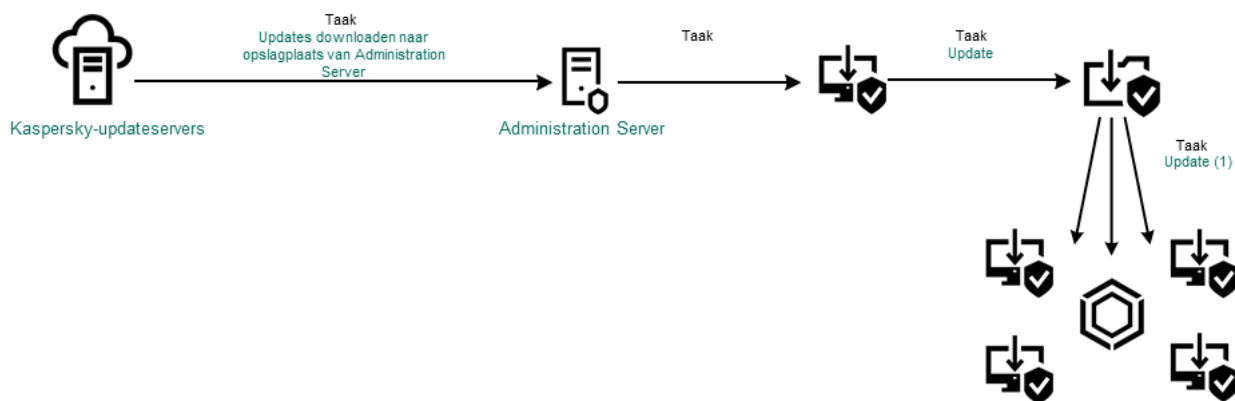 Taak
Updates downloaden naar
opslagplaats van Administration
Server
Taak
Taak
Update
Kaspersky-updateservers
Administration Server
Taak
Update (1)